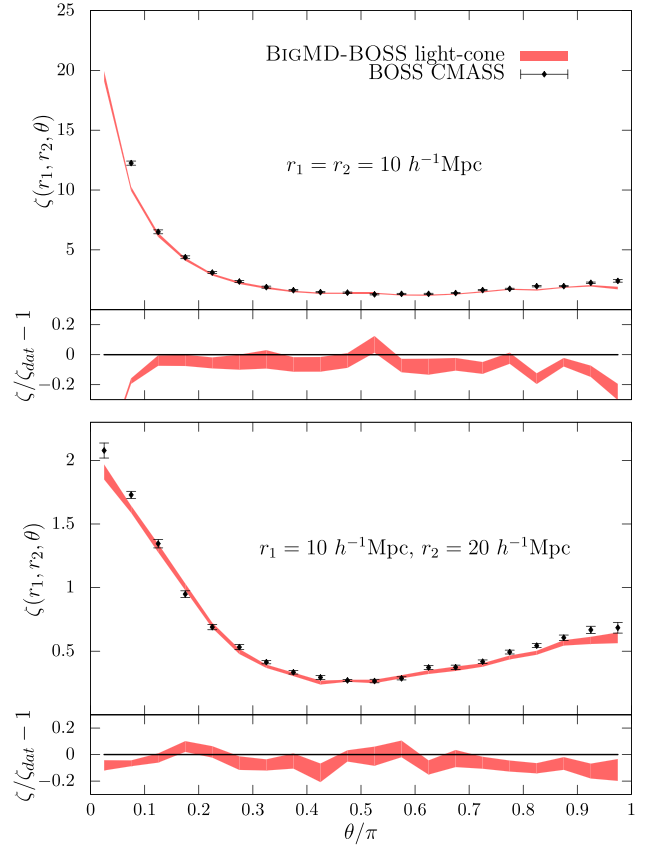 25
20
15
10
5
ζ(r₁, r₂, θ)
BigMD-BOSS light-cone
BOSS CMASS
r₁ = r₂ = 10 h⁻¹Mpc
0.2
0
−0.2
ζ/ζ_dat − 1
2
1.5
1
0.5
ζ(r₁, r₂, θ)
r₁ = 10 h⁻¹Mpc, r₂ = 20 h⁻¹Mpc
0.2
0
−0.2
ζ/ζ_dat − 1
0 0.1 0.2 0.3 0.4 0.5 0.6 0.7 0.8 0.9 1
θ/π